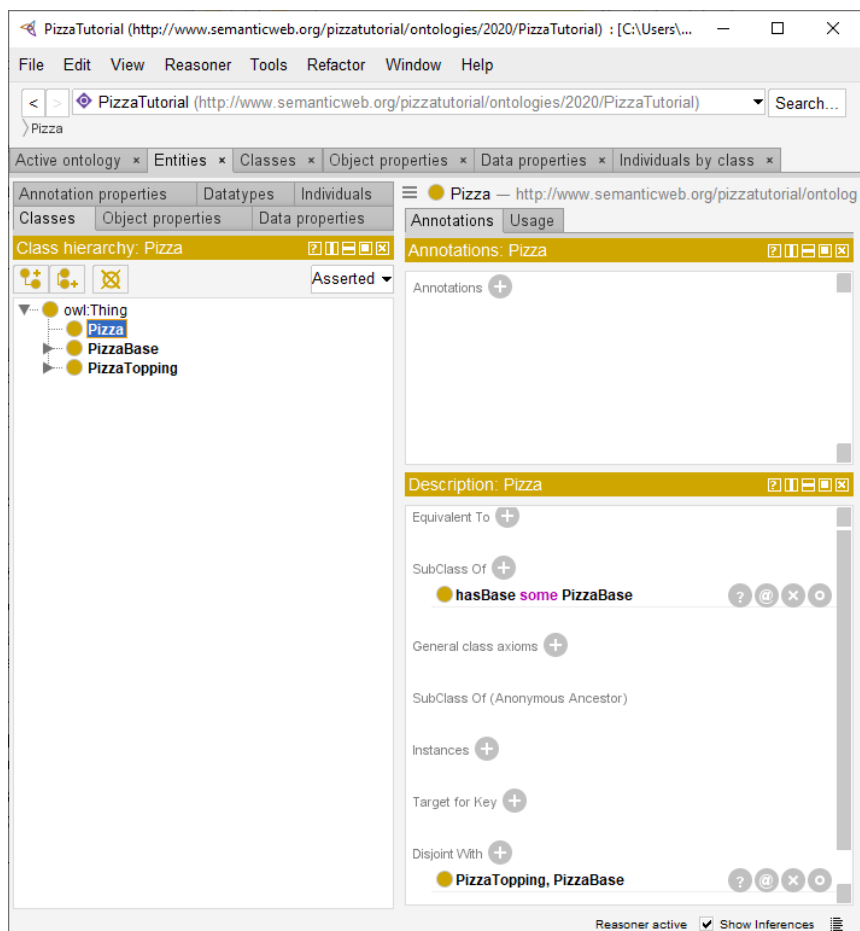 PizzaTutorial (http://www.semanticweb.org/pizzatutorial/ontologies/2020/PizzaTutorial) : [C:\Users\...
File Edit View Reasoner Tools Refactor Window Help
< > PizzaTutorial (http://www.semanticweb.org/pizzatutorial/ontologies/2020/PizzaTutorial) Search...
Pizza
Active ontology × Entities × Classes × Object properties × Data properties × Individuals by class ×
Annotation properties Datatypes Individuals
Classes Object properties Data properties
Class hierarchy: Pizza
Asserted
owl:Thing
Pizza
PizzaBase
PizzaTopping
Pizza — http://www.semanticweb.org/pizzatutorial/ontolog
Annotations Usage
Annotations: Pizza
Annotations
Description: Pizza
Equivalent To
SubClass Of
hasBase some PizzaBase
General class axioms
SubClass Of (Anonymous Ancestor)
Instances
Target for Key
Disjoint With
PizzaTopping, PizzaBase
Reasoner active Show Inferences